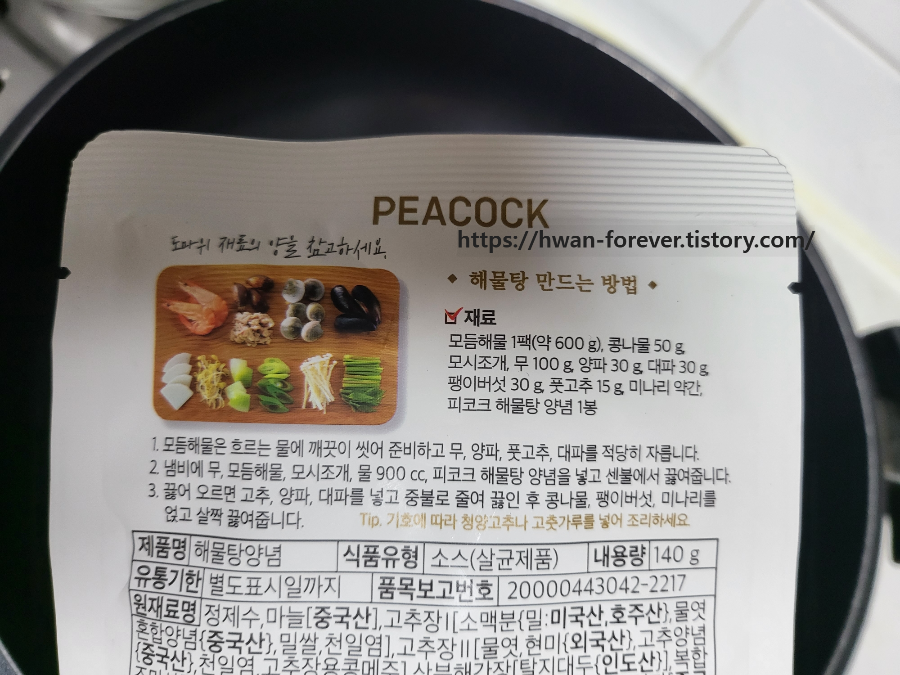 PEACOCK
도마위 재료의 양을 참고하세요.
https://hwan-forever.tistory.com/
해물탕 만드는 방법
재료
모듬해물 1팩(약 600 g), 콩나물 50 g,
모시조개, 무 100 g, 양파 30 g, 대파 30 g,
팽이버섯 30 g, 풋고추 15 g, 미나리 약간,
피코크 해물탕 양념 1봉
1. 모듬해물은 흐르는 물에 깨끗이 씻어 준비하고 무, 양파, 풋고추, 대파를 적당히 자릅니다.
2. 냄비에 무, 모듬해물, 모시조개, 물 900 cc, 피코크 해물탕 양념을 넣고 센불에서 끓여줍니다.
3. 끓어 오르면 고추, 양파, 대파를 넣고 중불로 줄여 끓인 후 콩나물, 팽이버섯, 미나리를
얹고 살짝 끓여줍니다.
Tip. 기호에 따라 청양고추나 고춧가루를 넣어 조리하세요
제품명 해물탕양념 식품유형 소스(살균제품) 내용량 140 g
유통기한 별도표시일까지 품목보고번호 20000443042-2217
원재료명 정제수,마늘[중국산],고추장I[소맥분{밀:미국산,호주산},물엿
혼합양념{중국산},밀쌀,천일염],고추장II[물엿,현미{외국산},고추양념
{중국산},천일염,고추장용콩메주],삼부해간장[탈지대두{인도산}],복합